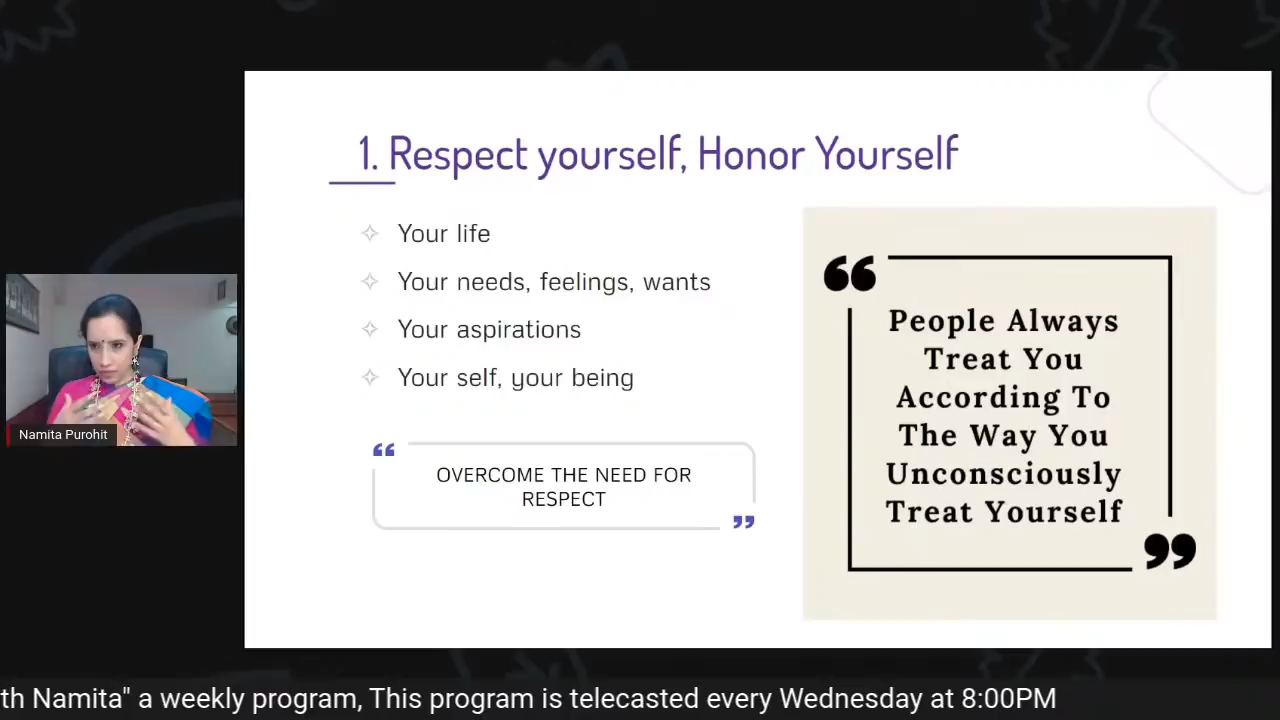 1. Respect yourself, Honor Yourself
Your life
Your needs, feelings, wants
Your aspirations
Your self, your being
“ OVERCOME THE NEED FOR
RESPECT ”
“ People Always
Treat You
According To
The Way You
Unconsciously
Treat Yourself ”
Namita Purohit
th Namita" a weekly program, This program is telecasted every Wednesday at 8:00PM